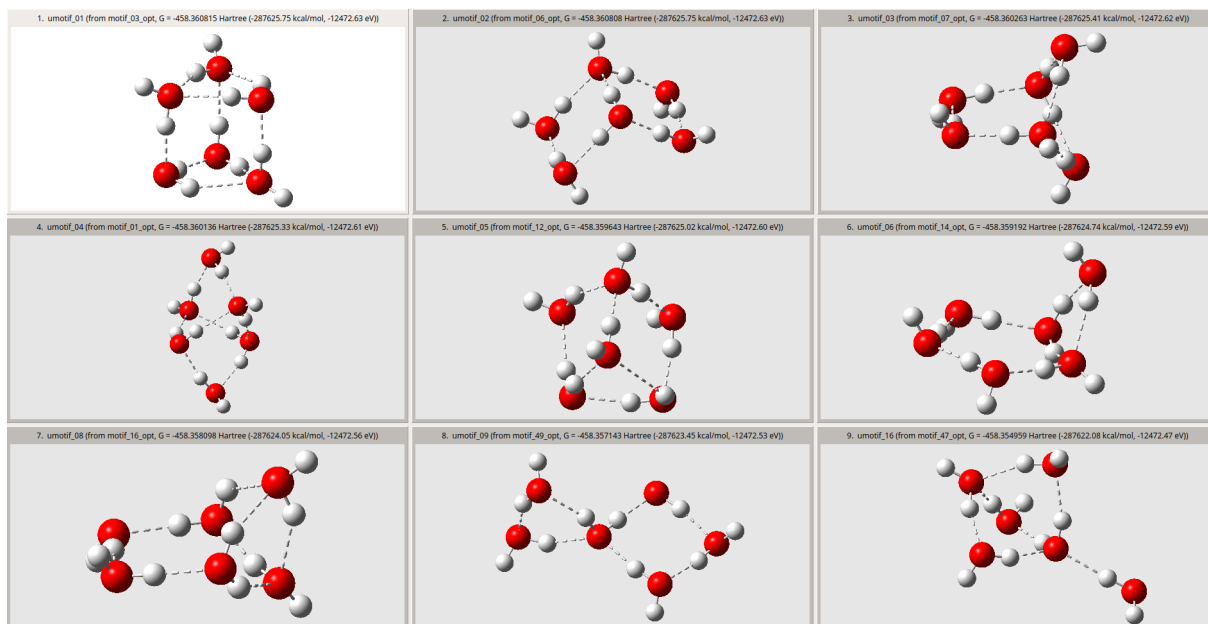 1. umotif_01 (from motif_03_opt, G = -458.360815 Hartree (-287625.75 kcal/mol, -12472.63 eV))
2. umotif_02 (from motif_06_opt, G = -458.360808 Hartree (-287625.75 kcal/mol, -12472.63 eV))
3. umotif_03 (from motif_07_opt, G = -458.360263 Hartree (-287625.41 kcal/mol, -12472.62 eV))
4. umotif_04 (from motif_01_opt, G = -458.360136 Hartree (-287625.33 kcal/mol, -12472.61 eV))
5. umotif_05 (from motif_12_opt, G = -458.359643 Hartree (-287625.02 kcal/mol, -12472.60 eV))
6. umotif_06 (from motif_14_opt, G = -458.359192 Hartree (-287624.74 kcal/mol, -12472.59 eV))
7. umotif_08 (from motif_16_opt, G = -458.358098 Hartree (-287624.05 kcal/mol, -12472.56 eV))
8. umotif_09 (from motif_49_opt, G = -458.357143 Hartree (-287623.45 kcal/mol, -12472.53 eV))
9. umotif_16 (from motif_47_opt, G = -458.354959 Hartree (-287622.08 kcal/mol, -12472.47 eV))